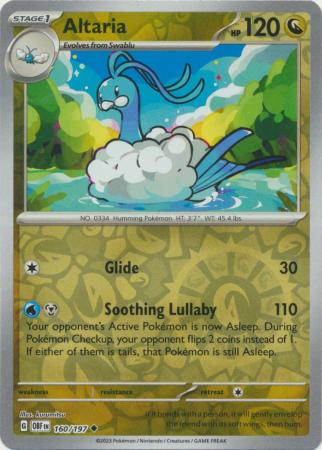 STAGE1
Altaria
HP 120
Evolves from Swablu
NO. 0334 Humming Pokémon HT: 3'7" WT: 45.4 lbs.
Glide 30
Soothing Lullaby 110
Your opponent's Active Pokémon is now Asleep. During
Pokémon Checkup, your opponent flips 2 coins instead of 1.
If either of them is tails, that Pokémon is still Asleep.
weakness resistance retreat
Illus. kurumitsu
G OBF EN 160/197
If it bonds with a person, it will gently envelop
the friend with its soft wings, then hum.
©2023 Pokémon / Nintendo / Creatures / GAME FREAK